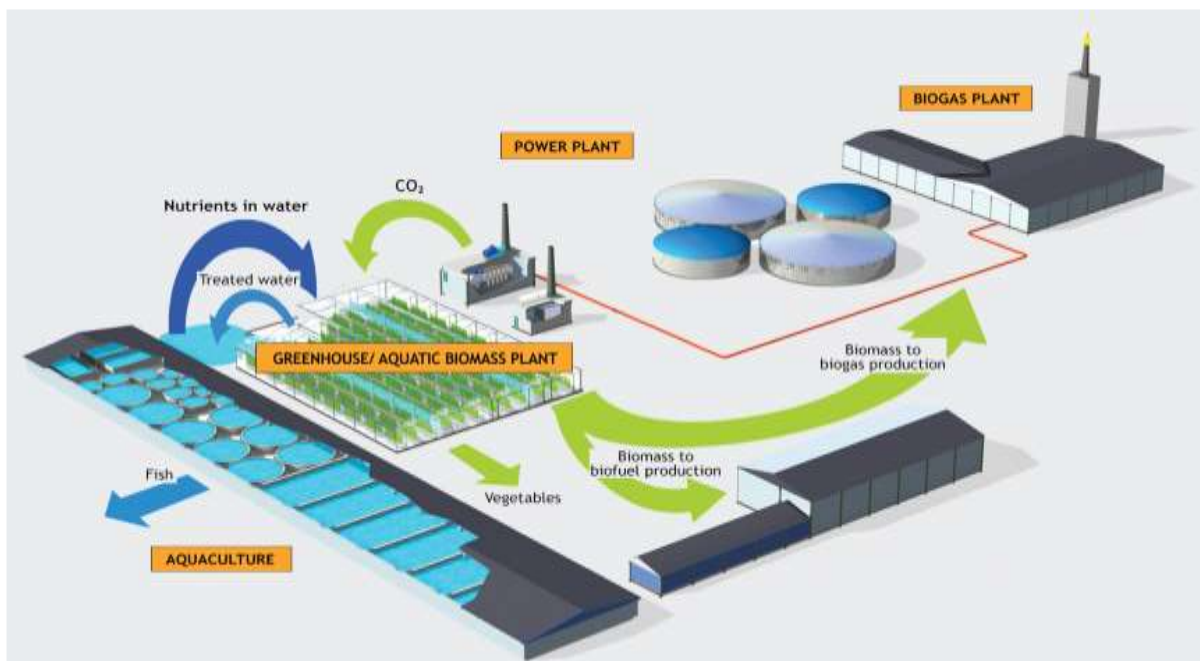 BIOGAS PLANT
POWER PLANT
CO₂
Nutrients in water
Treated water
GREENHOUSE/ AQUATIC BIOMASS PLANT
Biomass to
biogas production
Biomass to
biofuel production
Fish
Vegetables
AQUACULTURE